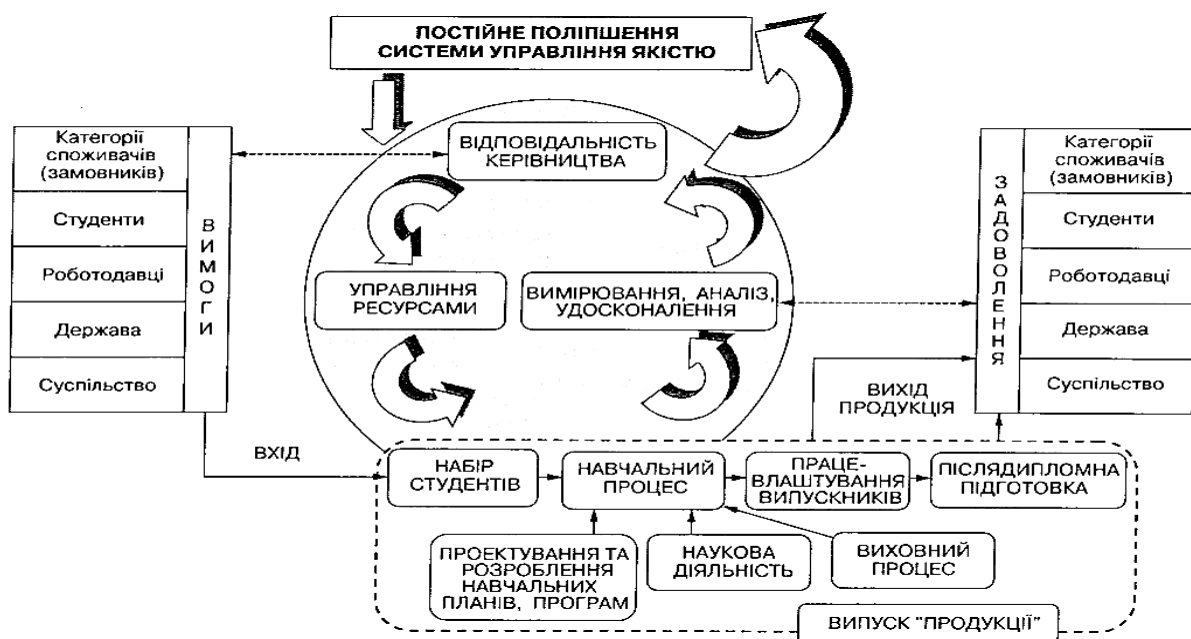 ПОСТІЙНЕ ПОЛІПШЕННЯ
СИСТЕМИ УПРАВЛІННЯ ЯКІСТЮ
Категорії
споживачів
(замовників)
Студенти
Роботодавці
Держава
Суспільство
ВИМОГИ
ВІДПОВІДАЛЬНІСТЬ
КЕРІВНИЦТВА
УПРАВЛІННЯ
РЕСУРСАМИ
ВИМІРЮВАННЯ, АНАЛІЗ,
УДОСКОНАЛЕННЯ
ЗАДОВОЛЕННЯ
Категорії
споживачів
(замовників)
Студенти
Роботодавці
Держава
Суспільство
ВХІД
ВИХІД
ПРОДУКЦІЯ
НАБІР
СТУДЕНТІВ
НАВЧАЛЬНИЙ
ПРОЦЕС
ПРАЦЕ-
ВЛАШТУВАННЯ
ВИПУСКНИКІВ
ПІСЛЯДИПЛОМНА
ПІДГОТОВКА
ПРОЕКТУВАННЯ ТА
РОЗРОБЛЕННЯ
НАВЧАЛЬНИХ
ПЛАНІВ, ПРОГРАМ
НАУКОВА
ДІЯЛЬНІСТЬ
ВИХОВНИЙ
ПРОЦЕС
ВИПУСК "ПРОДУКЦІЇ"